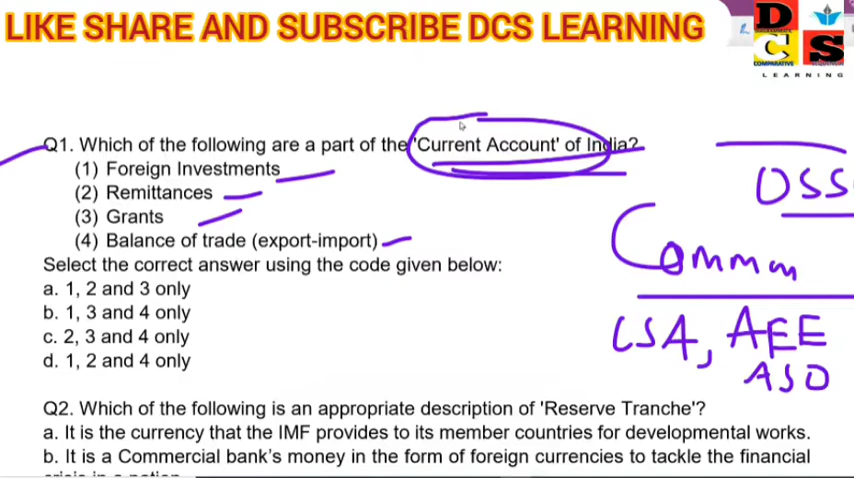 LIKE SHARE AND SUBSCRIBE DCS LEARNING
D
C
S
COMPARATIVE
LEARNING
Q1. Which of the following are a part of the 'Current Account' of India?
(1) Foreign Investments
(2) Remittances
(3) Grants
(4) Balance of trade (export-import)
Select the correct answer using the code given below:
a. 1, 2 and 3 only
b. 1, 3 and 4 only
c. 2, 3 and 4 only
d. 1, 2 and 4 only
OSS
Common
CSA, AEE
ASO
Q2. Which of the following is an appropriate description of 'Reserve Tranche'?
a. It is the currency that the IMF provides to its member countries for developmental works.
b. It is a Commercial bank's money in the form of foreign currencies to tackle the financial